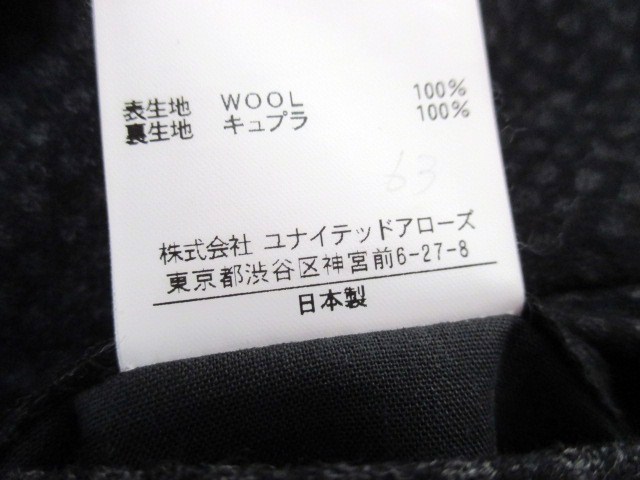 表生地 WOOL 100%
裏生地 キュプラ 100%
63
株式会社 ユナイテッドアローズ
東京都渋谷区神宮前6-27-8
日本製